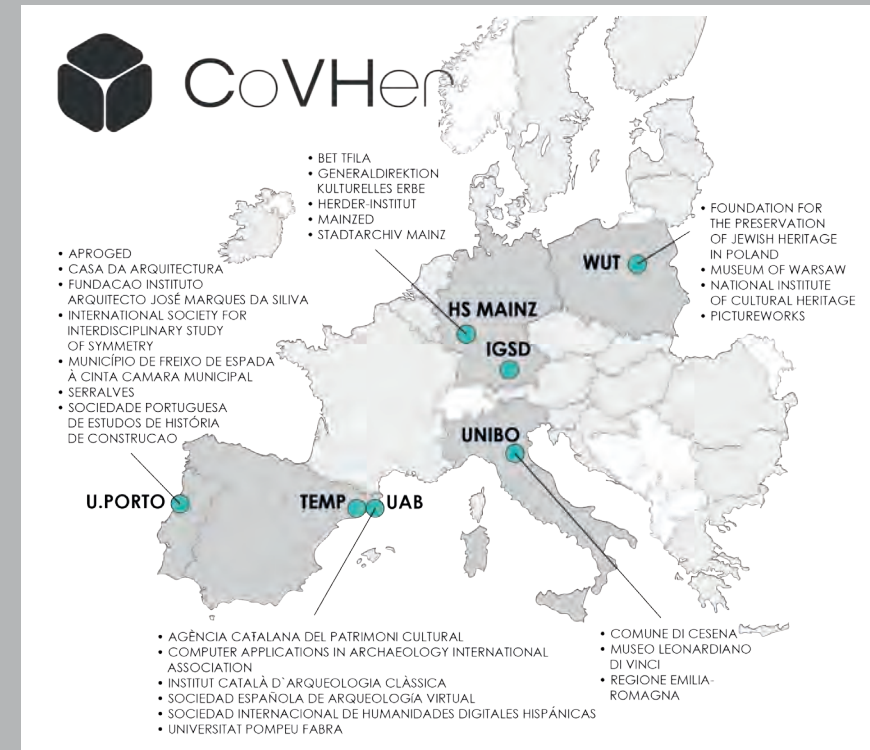 CoVHer
• BET TFILA
• GENERALDIREKTION
KULTURELLES ERBE
• HERDER-INSTITUT
• MAINZED
• STADTARCHIV MAINZ
• FOUNDATION FOR
THE PRESERVATION
OF JEWISH HERITAGE
IN POLAND
• MUSEUM OF WARSAW
• NATIONAL INSTITUTE
OF CULTURAL HERITAGE
• PICTUREWORKS
• APROGED
• CASA DA ARQUITECTURA
• FUNDACAO INSTITUTO
ARQUITECTO JOSÉ MARQUES DA SILIVA
• INTERNATIONAL SOCIETY FOR
INTERDISCIPLINARY STUDY
OF SYMMETRY
• MUNICÍPIO DE FREIXO DE ESPADA
À CINTA CAMARA MUNICIPAL
• SERRALVES
• SOCIEDADE PORTUGUESA
DE ESTUDOS DE HISTÓRIA
DE CONSTRUCAO
WUT
HS MAINZ
IGSD
UNIBO
U.PORTO
TEMP
UAB
• AGÈNCIA CATALANA DEL PATRIMONI CULTURAL
• COMPUTER APPLICATIONS IN ARCHAEOLOGY INTERNATIONAL
ASSOCIATION
• INSTITUT CATALÀ D`ARQUEOLOGIA CLÀSSICA
• SOCIEDAD ESPAÑOLA DE ARQUEOLOGÍA VIRTUAL
• SOCIEDAD INTERNACIONAL DE HUMANIDADES DIGITALES HISPÁNICAS
• UNIVERSITAT POMPEU FABRA
• COMUNE DI CESENA
• MUSEO LEONARDIANO
DI VINCI
• REGIONE EMILIA-
ROMAGNA